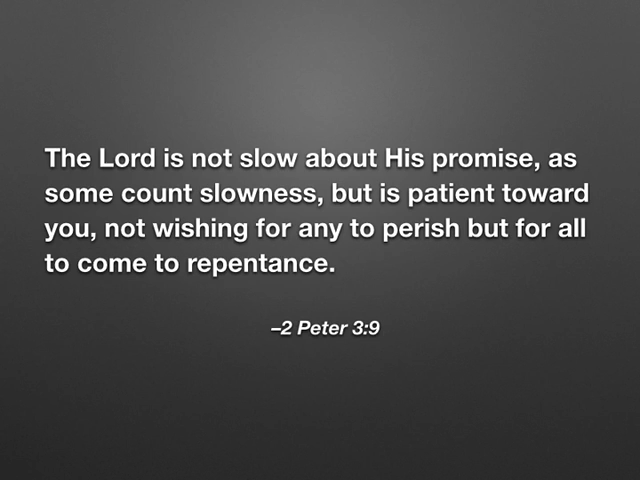 The Lord is not slow about His promise, as
some count slowness, but is patient toward
you, not wishing for any to perish but for all
to come to repentance.
–2 Peter 3:9